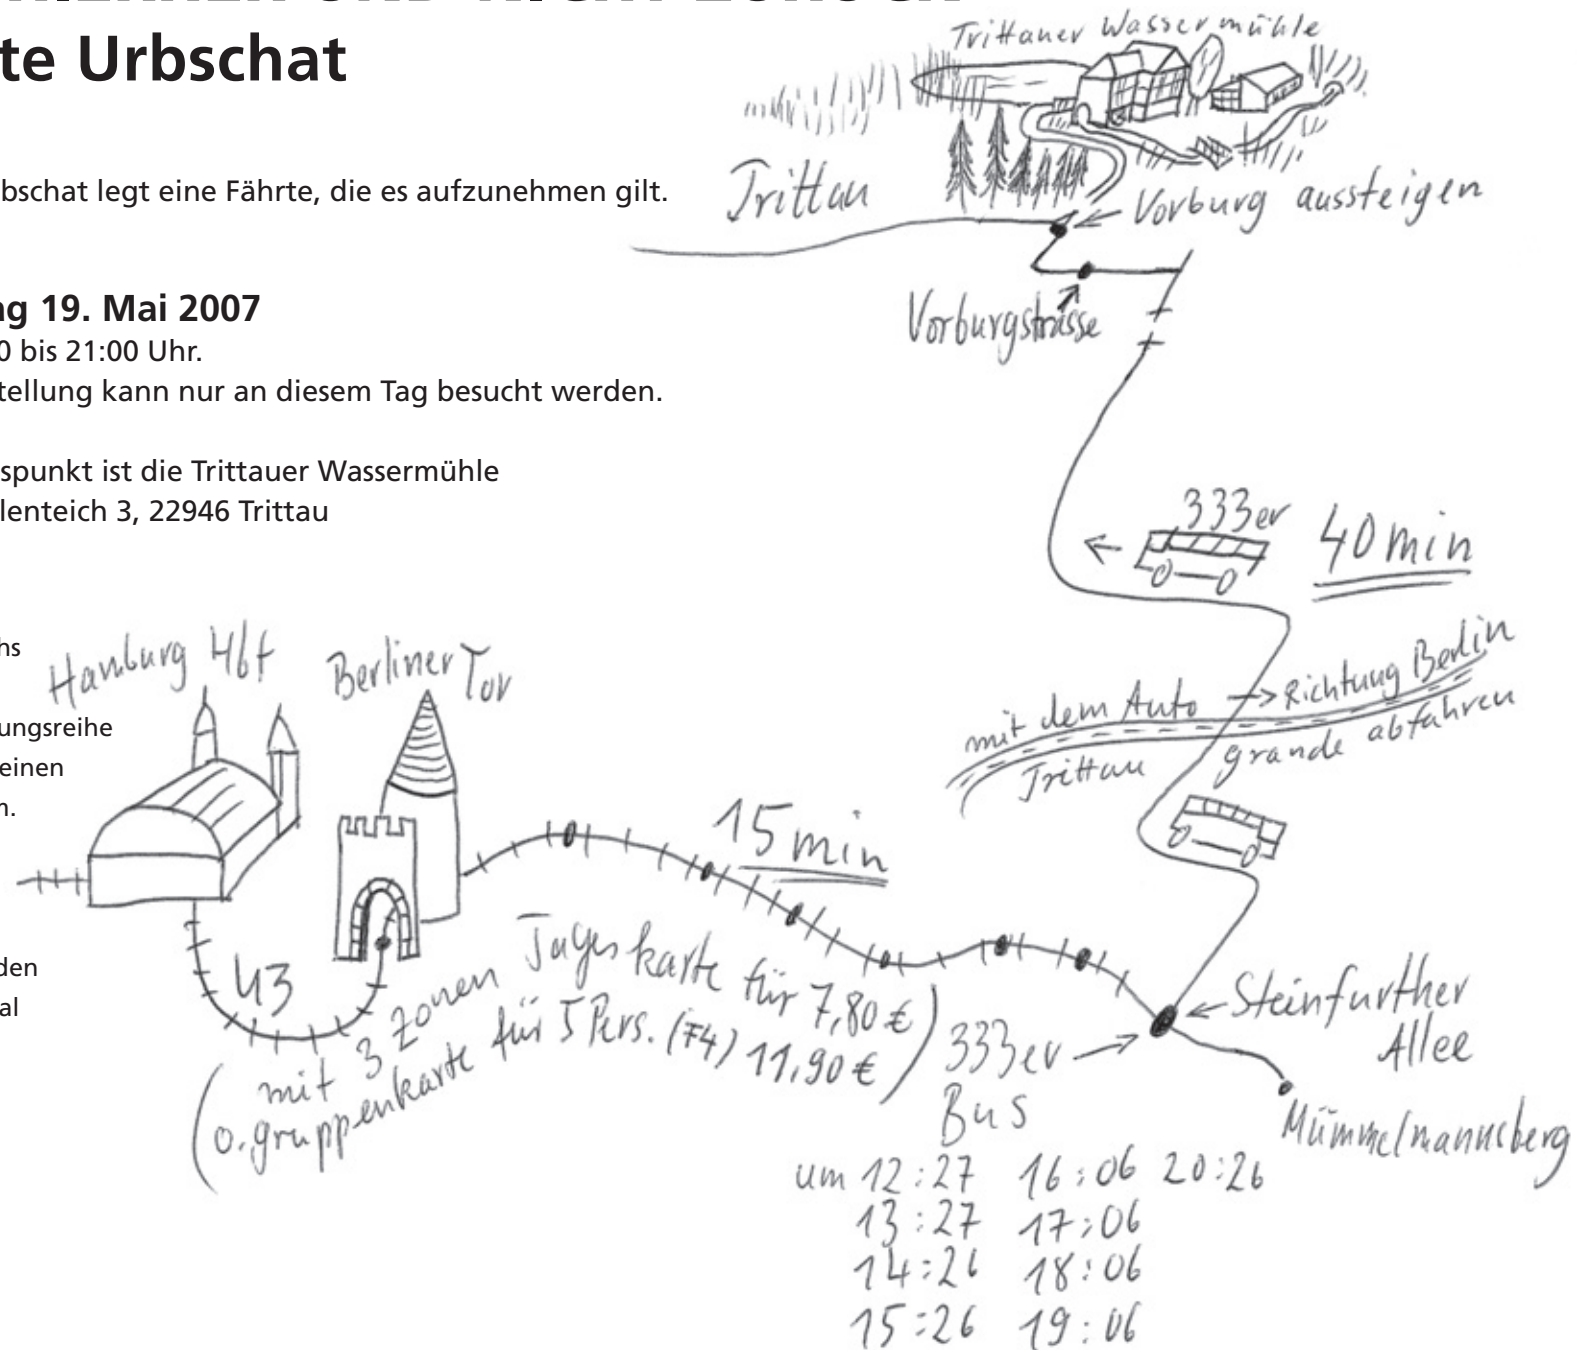 te Urbschat
bschat legt eine Fährte, die es aufzunehmen gilt.
ng 19. Mai 2007
0 bis 21:00 Uhr.
tellung kann nur an diesem Tag besucht werden.
spunkt ist die Trittauer Wassermühle
lenteich 3, 22946 Trittau
hs
ungsreihe
einen
n.
den
al
Trittauer Wassermühle
Trittau
Vorburg aussteigen
Vorburgstrasse
333er
40 min
mit dem Auto → Richtung Berlin
Trittau grande abfahren
Hamburg Hbf
Berliner Tor
15 min
U3
(mit 3 Zonen Tageskarte für 7,80 €
o. gruppenkarte für 5 Pers. (F4) 11,90 €)
333er
Bus
Steinfurther
Allee
Mümmelmannsberg
um 12:27 16:06 20:26
13:27 17:06
14:26 18:06
15:26 19:06